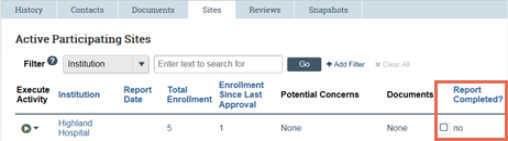 History Contacts Documents Sites Reviews Snapshots
Active Participating Sites
Filter ? Institution Enter text to search for Go + Add Filter × Clear All
Execute Activity Institution Report Date Total Enrollment Enrollment Since Last Approval Potential Concerns Documents Report Completed?
Highland Hospital 5 1 None None no